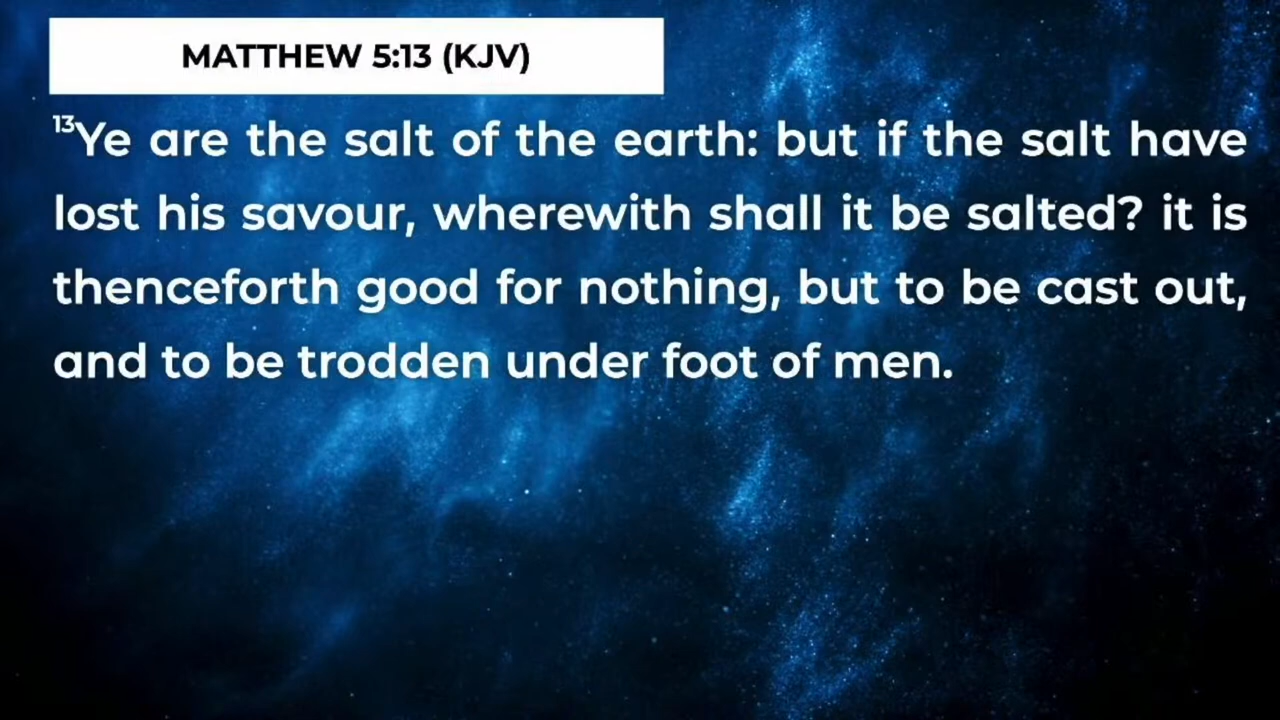 MATTHEW 5:13 (KJV)
13Ye are the salt of the earth: but if the salt have
lost his savour, wherewith shall it be salted? it is
thenceforth good for nothing, but to be cast out,
and to be trodden under foot of men.